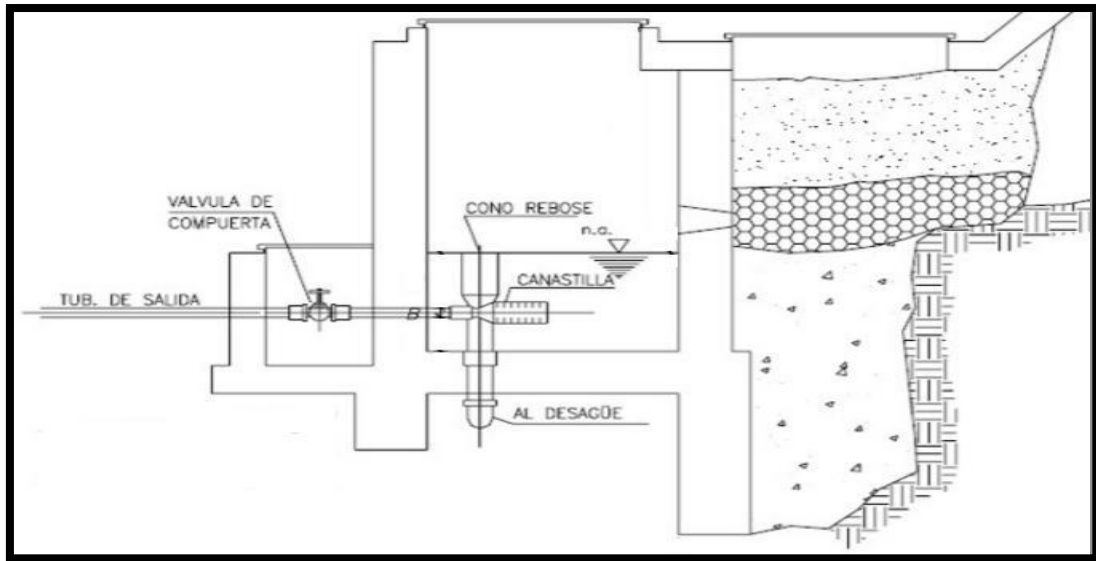 VALVULA DE
COMPUERTA
CONO REBOSE
n.a.
CANASTILLA
TUB. DE SALIDA
B
AL DESAGÜE